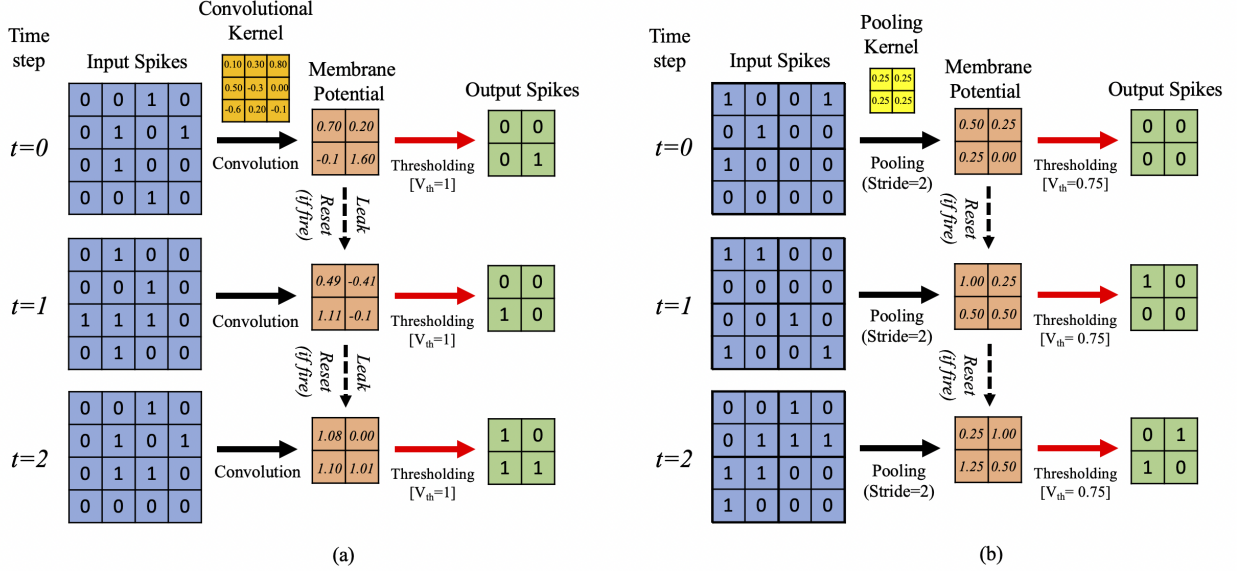 Time
step
Input Spikes
Convolutional
Kernel
0.10 0.30 0.80
0.50 -0.3 0.00
-0.6 0.20 -0.1
Membrane
Potential
Output Spikes
t=0
0 0 1 0
0 1 0 1
0 1 0 0
0 0 1 0
Convolution
0.70 0.20
-0.1 1.60
Thresholding
[Vth=1]
0 0
0 1
Leak
Reset
(if fire)
t=1
0 1 0 0
0 0 1 0
1 1 1 0
0 1 0 0
Convolution
0.49 -0.41
1.11 -0.1
Thresholding
[Vth=1]
0 0
1 0
Leak
Reset
(if fire)
t=2
0 0 1 0
0 1 0 1
0 1 1 0
0 0 0 0
Convolution
1.08 0.00
1.10 1.01
Thresholding
[Vth=1]
1 0
1 1
(a)
Time
step
Input Spikes
Pooling
Kernel
0.25 0.25
0.25 0.25
Membrane
Potential
Output Spikes
t=0
1 0 0 1
0 1 0 0
1 0 0 0
0 0 0 0
Pooling
(Stride=2)
0.50 0.25
0.25 0.00
Thresholding
[Vth=0.75]
0 0
0 0
Reset
(if fire)
t=1
1 1 0 0
0 0 0 0
0 0 1 0
1 0 0 1
Pooling
(Stride=2)
1.00 0.25
0.50 0.50
Thresholding
[Vth= 0.75]
1 0
0 0
Reset
(if fire)
t=2
0 0 1 0
0 1 1 1
1 1 0 0
1 0 0 0
Pooling
(Stride=2)
0.25 1.00
1.25 0.50
Thresholding
[Vth= 0.75]
0 1
1 0
(b)